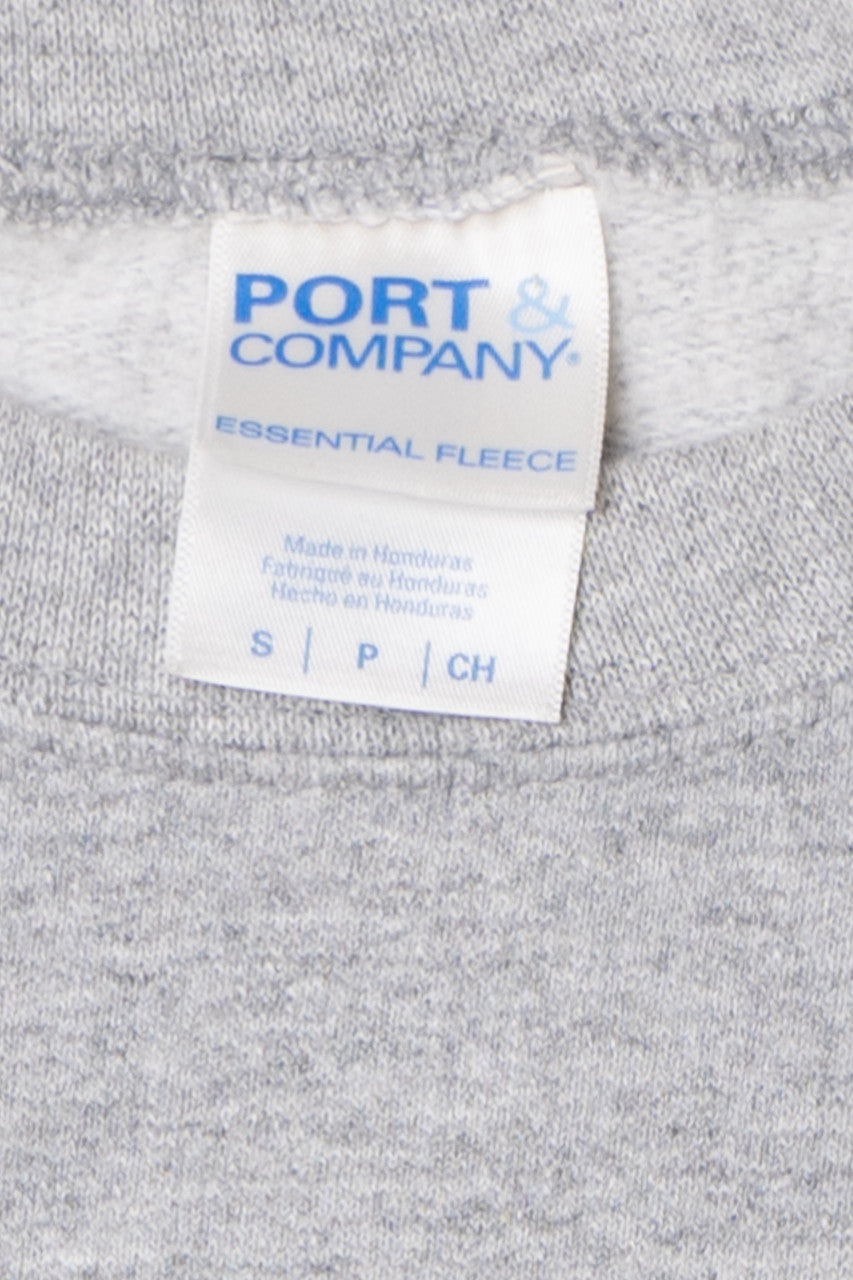 PORT &
COMPANY®
ESSENTIAL FLEECE
Made in Honduras
Fabriqué au Honduras
Hecho en Honduras
S | P | CH